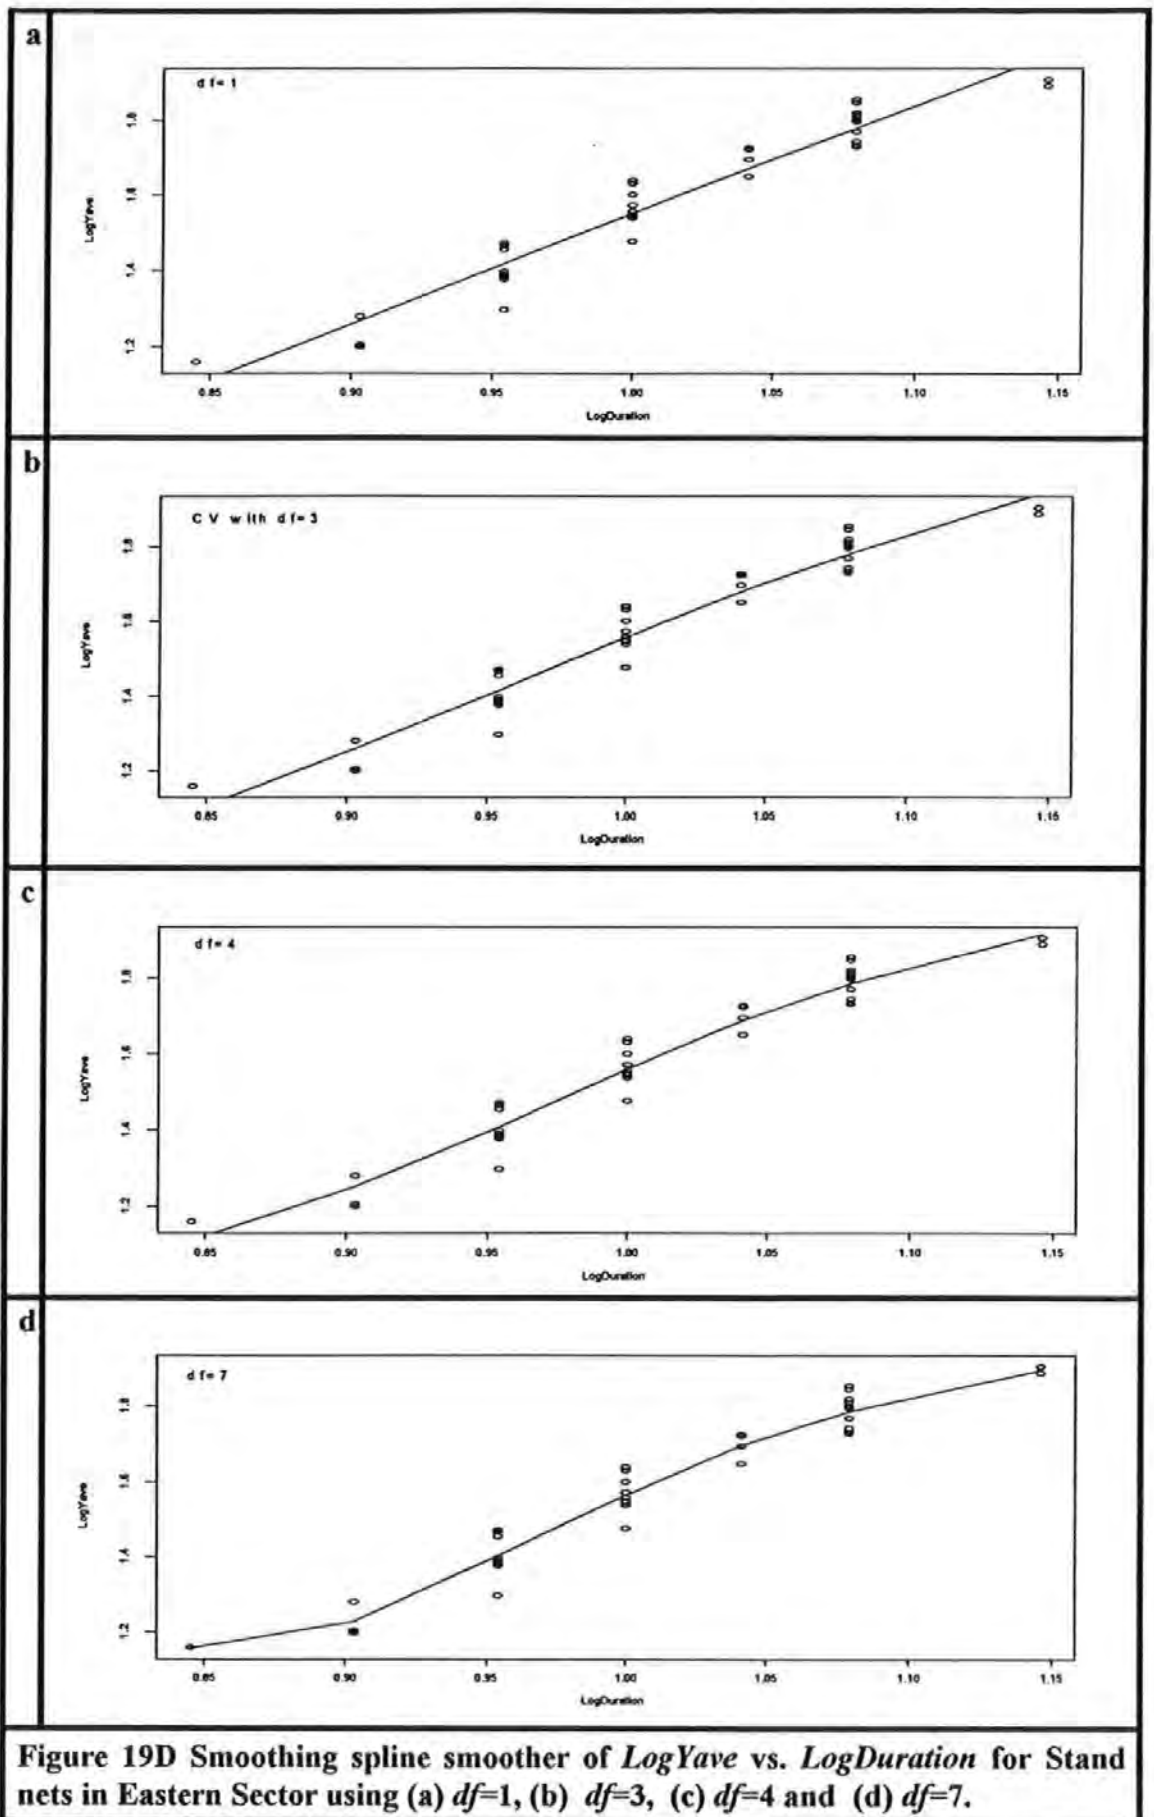 a
df=1
1.8
1.6
1.4
1.2
LogYave
0.85 0.90 0.95 1.00 1.05 1.10 1.15
LogDuration
b
CV with df=3
1.8
1.6
1.4
1.2
LogYave
0.85 0.90 0.95 1.00 1.05 1.10 1.15
LogDuration
c
df=4
1.8
1.6
1.4
1.2
LogYave
0.85 0.90 0.95 1.00 1.05 1.10 1.15
LogDuration
d
df=7
1.8
1.6
1.4
1.2
LogYave
0.85 0.90 0.95 1.00 1.05 1.10 1.15
LogDuration
Figure 19D Smoothing spline smoother of LogYave vs. LogDuration for Stand
nets in Eastern Sector using (a) df=1, (b) df=3, (c) df=4 and (d) df=7.